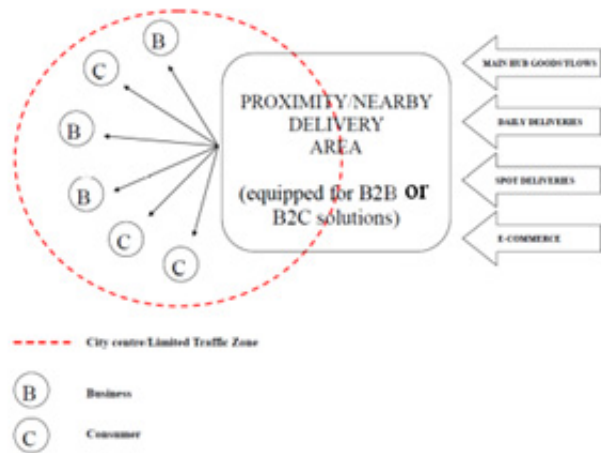 B
C
B
B
C
C
PROXIMITY/NEARBY
DELIVERY
AREA
(equipped for B2B or
B2C solutions)
MAIN HUB GOODS FLOWS
DAILY DELIVERIES
SPOT DELIVERIES
E-COMMERCE
City centre/Limited Traffic Zone
B Business
C Consumer